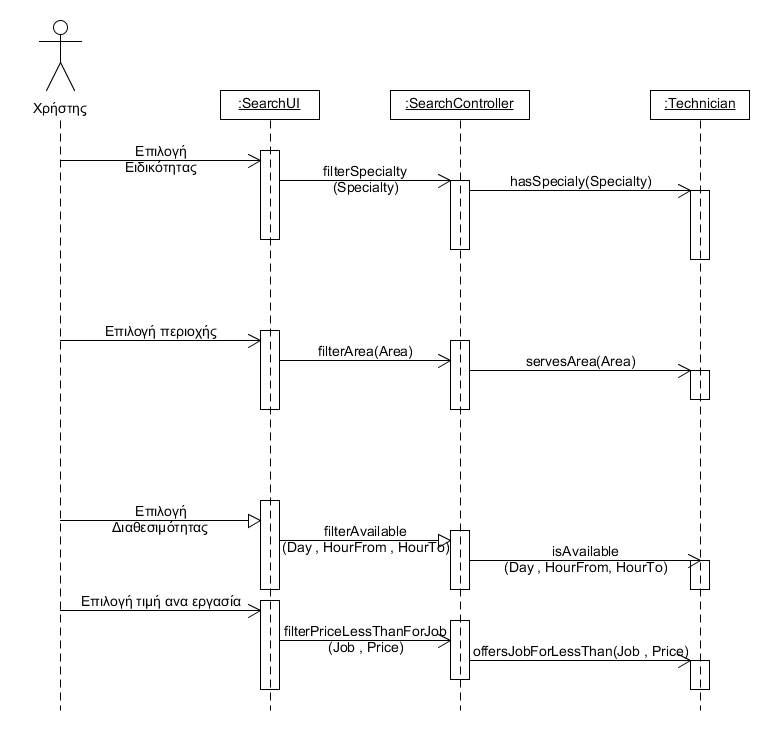 Χρήστης
:SearchUI
:SearchController
:Technician
Επιλογή
Ειδικότητας
filterSpecialty
(Specialty)
hasSpecialy(Specialty)
Επιλογή περιοχής
filterArea(Area)
servesArea(Area)
Επιλογή
Διαθεσιμότητας
filterAvailable
(Day , HourFrom , HourTo)
isAvailable
(Day , HourFrom, HourTo)
Επιλογή τιμή ανα εργασία
filterPriceLessThanForJob
(Job , Price)
offersJobForLessThan(Job , Price)